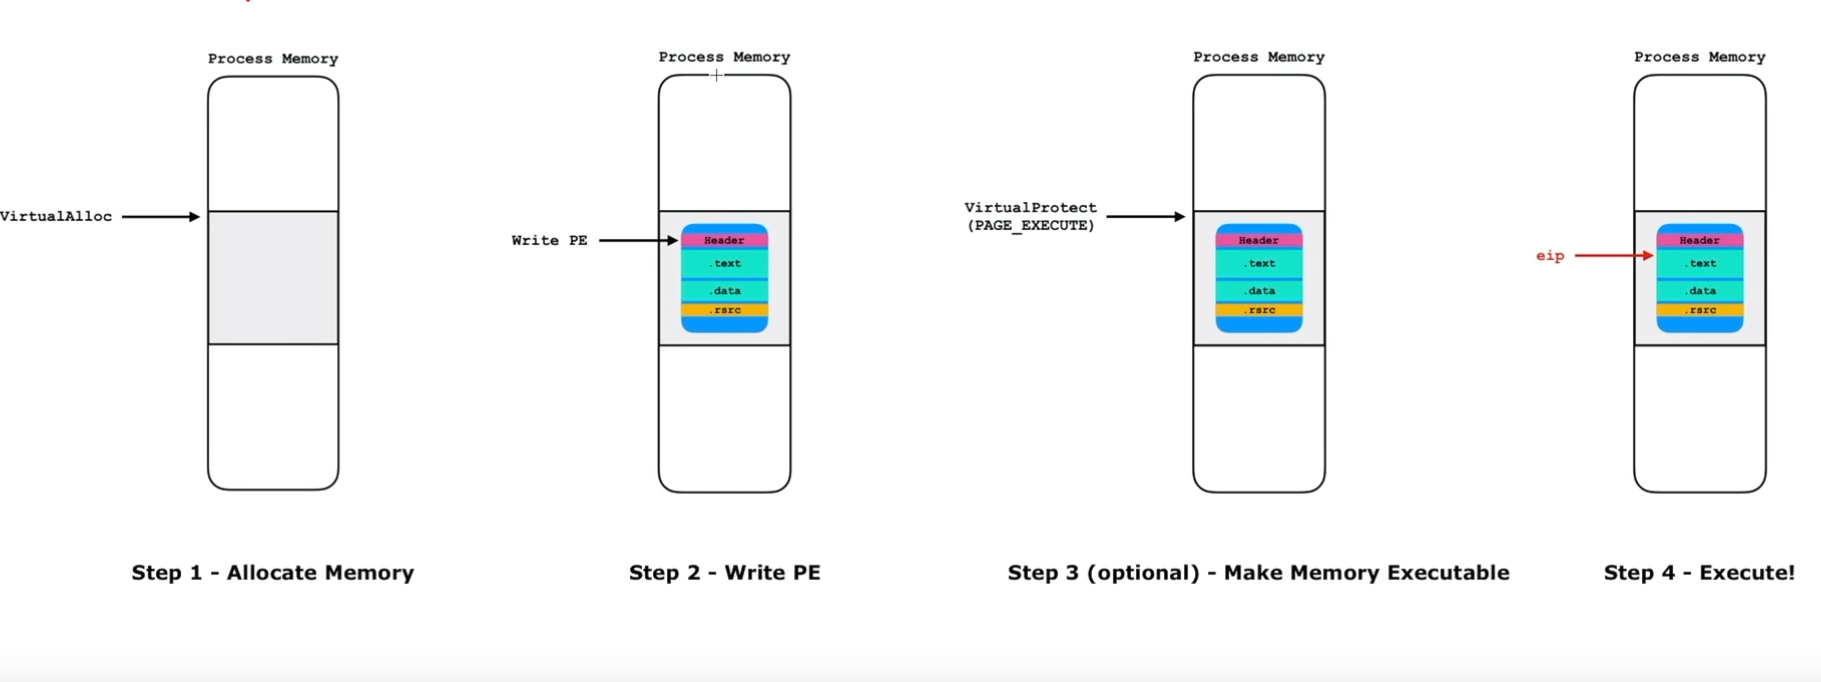 Process Memory
VirtualAlloc
Step 1 - Allocate Memory
Process Memory
Write PE
Header
.text
.data
.rsrc
Step 2 - Write PE
Process Memory
VirtualProtect
(PAGE_EXECUTE)
Header
.text
.data
.rsrc
Step 3 (optional) - Make Memory Executable
Process Memory
eip
Header
.text
.data
.rsrc
Step 4 - Execute!